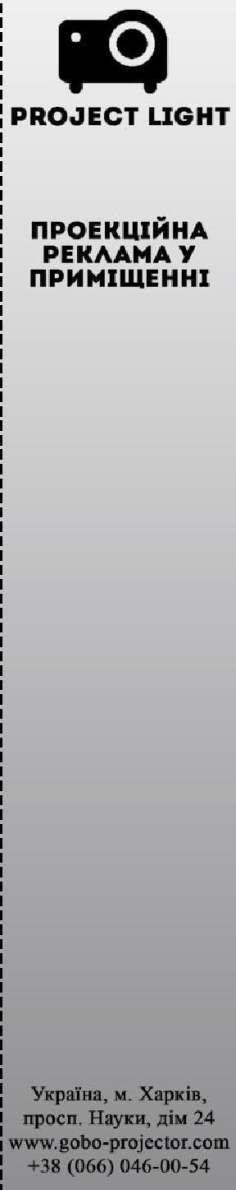 PROJECT LIGHT
ПРОЕКЦІЙНА
РЕКЛАМА У
ПРИМІЩЕННІ
Україна, м. Харків,
просп. Науки, дім 24
www.gobo-projector.com
+38 (066) 046-00-54